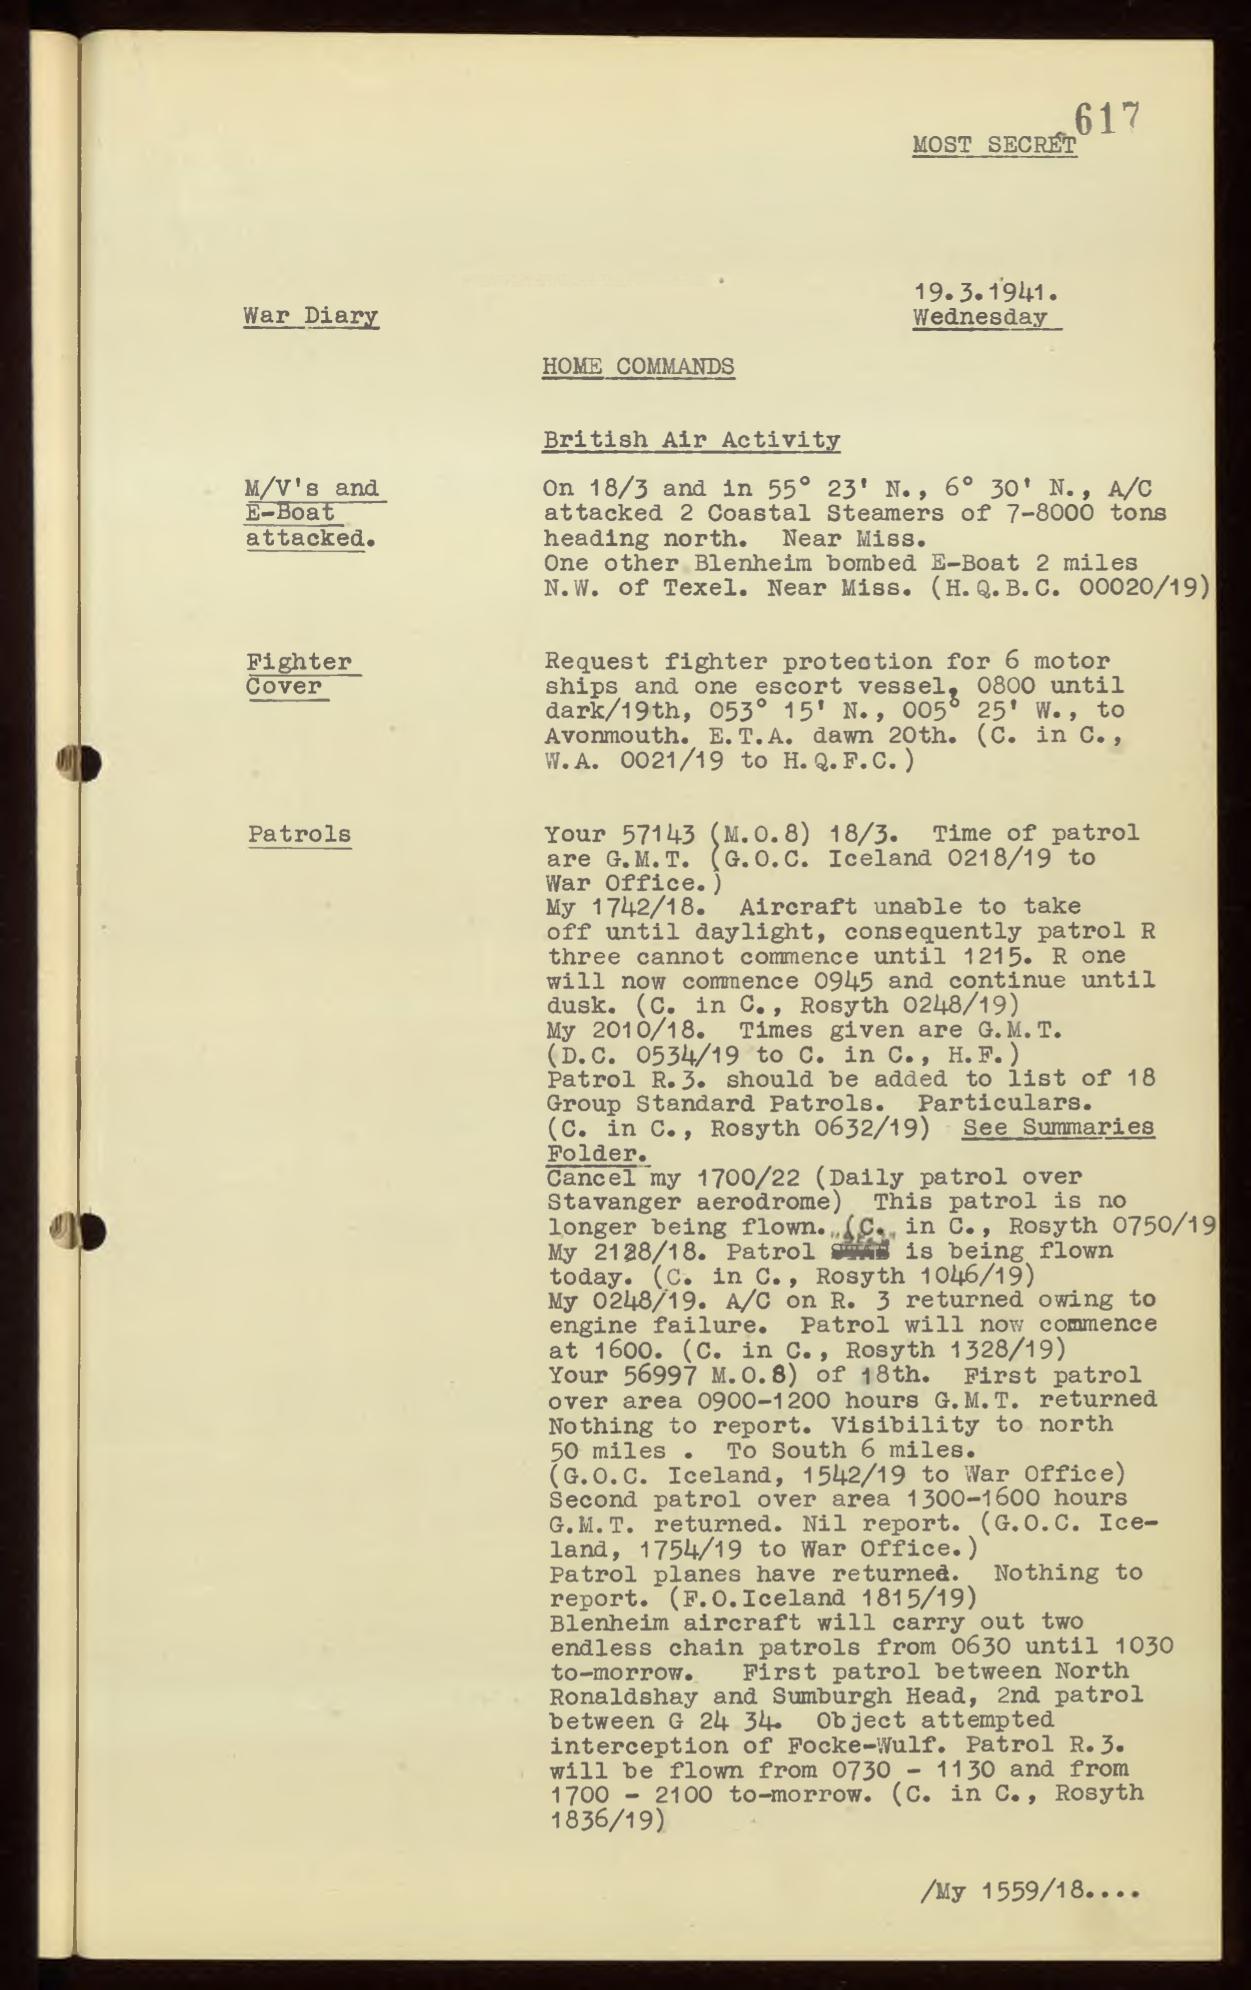 617
MOST SECRET
19.3.1941.
War Diary
Wednesday
HOME COMMANDS
British Air Activity
M/V's and
E-Boat
attacked.
On 18/3 and in 55° 23' N., 6° 30' N., A/C
attacked 2 Coastal Steamers of 7-8000 tons
heading north. Near Miss.
One other Blenheim bombed E-Boat 2 miles
N.W. of Texel. Near Miss. (H.Q.B.C. 00020/19)
Fighter
Cover
Request fighter protection for 6 motor
ships and one escort vessel, 0800 until
dark/19th, 053° 15' N., 005° 25' W., to
Avonmouth. E.T.A. dawn 20th. (C. in C.,
W.A. 0021/19 to H.Q.F.C.)
Patrols
Your 57143 (M.O.8) 18/3. Time of patrol
are G.M.T. (G.O.C. Iceland 0218/19 to
War Office.)
My 1742/18. Aircraft unable to take
off until daylight, consequently patrol R
three cannot commence until 1215. R one
will now commence 0945 and continue until
dusk. (C. in C., Rosyth 0248/19)
My 2010/18. Times given are G.M.T.
(D.C. 0534/19 to C. in C., H.F.)
Patrol R.3. should be added to list of 18
Group Standard Patrols. Particulars.
(C. in C., Rosyth 0632/19) See Summaries
Folder.
Cancel my 1700/22 (Daily patrol over
Stavanger aerodrome) This patrol is no
longer being flown. (C. in C., Rosyth 0750/19
My 2128/18. Patrol is being flown
today. (C. in C., Rosyth 1046/19)
My 0248/19. A/C on R. 3 returned owing to
engine failure. Patrol will now commence
at 1600. (C. in C., Rosyth 1328/19)
Your 56997 M.O.8) of 18th. First patrol
over area 0900-1200 hours G.M.T. returned
Nothing to report. Visibility to north
50 miles . To South 6 miles.
(G.O.C. Iceland, 1542/19 to War Office)
Second patrol over area 1300-1600 hours
G.M.T. returned. Nil report. (G.O.C. Ice-
land, 1754/19 to War Office.)
Patrol planes have returned. Nothing to
report. (F.O.Iceland 1815/19)
Blenheim aircraft will carry out two
endless chain patrols from 0630 until 1030
to-morrow. First patrol between North
Ronaldshay and Sumburgh Head, 2nd patrol
between G 24 34. Object attempted
interception of Focke-Wulf. Patrol R.3.
will be flown from 0730 - 1130 and from
1700 - 2100 to-morrow. (C. in C., Rosyth
1836/19)
/My 1559/18....